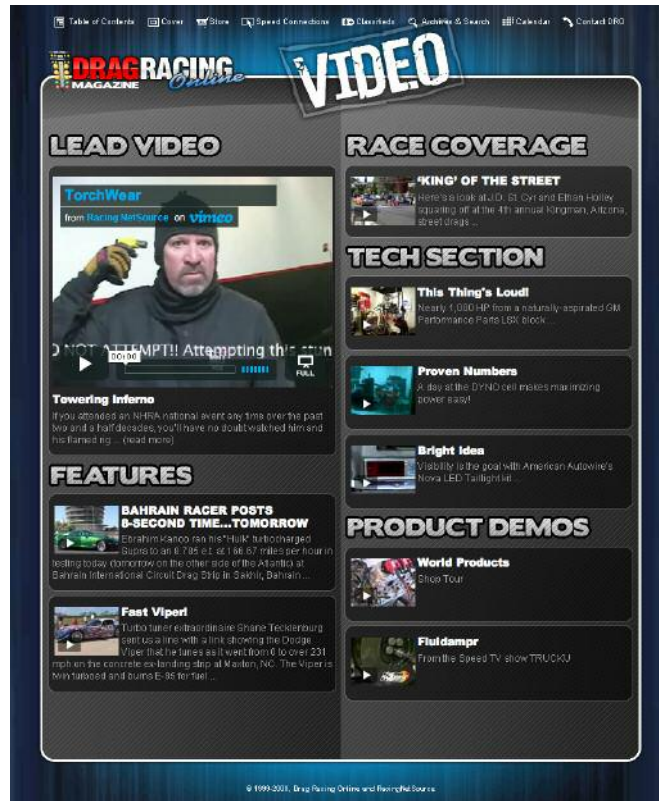 Table of Contents Cover Store Speed Connections Classifieds Archives & Search Calendar Contact DRO
DRAGRACING Online
MAGAZINE
VIDEO
LEAD VIDEO
TorchWear
from Racing NetSource on vimeo
O NOT ATTEMPT!! Attempting this stun
00:00
FULL
Towering Inferno
If you attended an NHRA national event any time over the past
two and a half decades, you'll have no doubt watched him and
his flamed rig ... (read more)
FEATURES
BAHRAIN RACER POSTS
8-SECOND TIME...TOMORROW
Ebrahim Kanoo ran his "Hulk" turbocharged
Supra to an 8.785 e.t. at 166.67 miles per hour in
testing today (tomorrow on the other side of the Atlantic) at
Bahrain International Circuit Drag Strip in Sakhir, Bahrain ...
Fast Viper!
Turbo tuner extraordinaire Shane Tecklenburg
sent us a line with a link showing the Dodge
Viper that he tunes as it went from 0 to over 231
mph on the concrete ex-landing strip at Maxton, NC. The Viper is
twin turboed and burns E-85 for fuel ...
RACE COVERAGE
'KING' OF THE STREET
Here's a look at J.D. St. Cyr and Ethan Holley
squaring off at the 4th annual Kingman, Arizona,
street drags ...
TECH SECTION
This Thing's Loud!
Nearly 1,000 HP from a naturally-aspirated GM
Performance Parts LSX block ...
Proven Numbers
A day at the DYNO cell makes maximizing
power easy!
Bright Idea
Visibility is the goal with American Autowire's
Nova LED Taillight kit ...
PRODUCT DEMOS
World Products
Shop Tour
Fluidampr
From the Speed TV show TRUCKU
Drag Racing Online and RacingNetSource